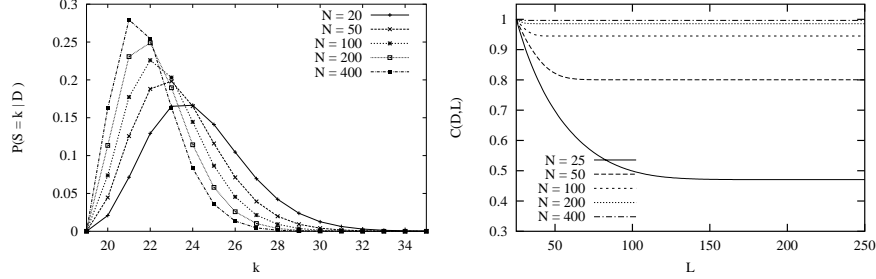 0.3
0.25
0.2
0.15
0.1
0.05
0
P(S = k | D )
20
22
24
26
28
30
32
34
k
N = 20
N = 50
N = 100
N = 200
N = 400
1
0.9
0.8
0.7
0.6
0.5
0.4
0.3
C(D,L)
50
100
150
200
250
L
N = 25
N = 50
N = 100
N = 200
N = 400